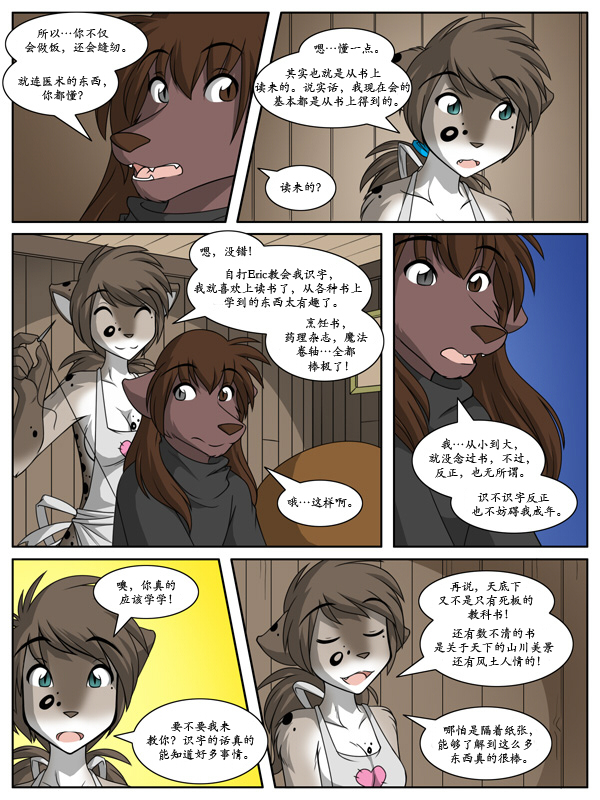 所以…你不仅
会做饭，还会缝纫。
就连医术的东西，
你都懂？
嗯…懂一点。
其实也就是从书上
读来的。说实话，我现在会的
基本都是从书上得到的。
读来的？
嗯，没错！
自打Eric教会我识字，
我就喜欢上读书了，从各种书上
学到的东西太有趣了。
烹饪书，
药理杂志，魔法
卷轴…全都
棒极了！
哦…这样啊。
我…从小到大，
就没念过书，不过，
反正，也无所谓。
识不识字反正
也不妨碍我成年。
噢，你真的
应该学学！
要不要我来
教你？识字的话真的
能知道好多事情。
再说，天底下
又不是只有死板的
教科书！
还有数不清的书
是关于天下的山川美景
还有风土人情的！
哪怕是隔着纸张，
能够了解到这么多
东西真的很棒。